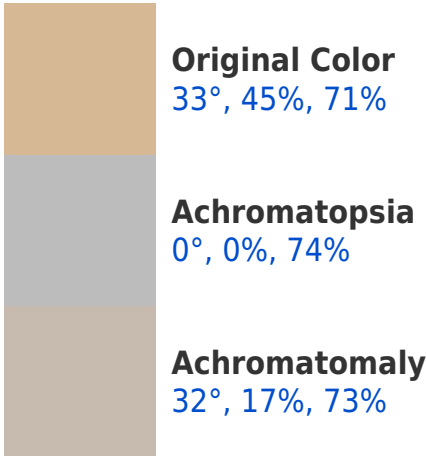 Original Color
33°, 45%, 71%
Achromatopsia
0°, 0%, 74%
Achromatomaly
32°, 17%, 73%